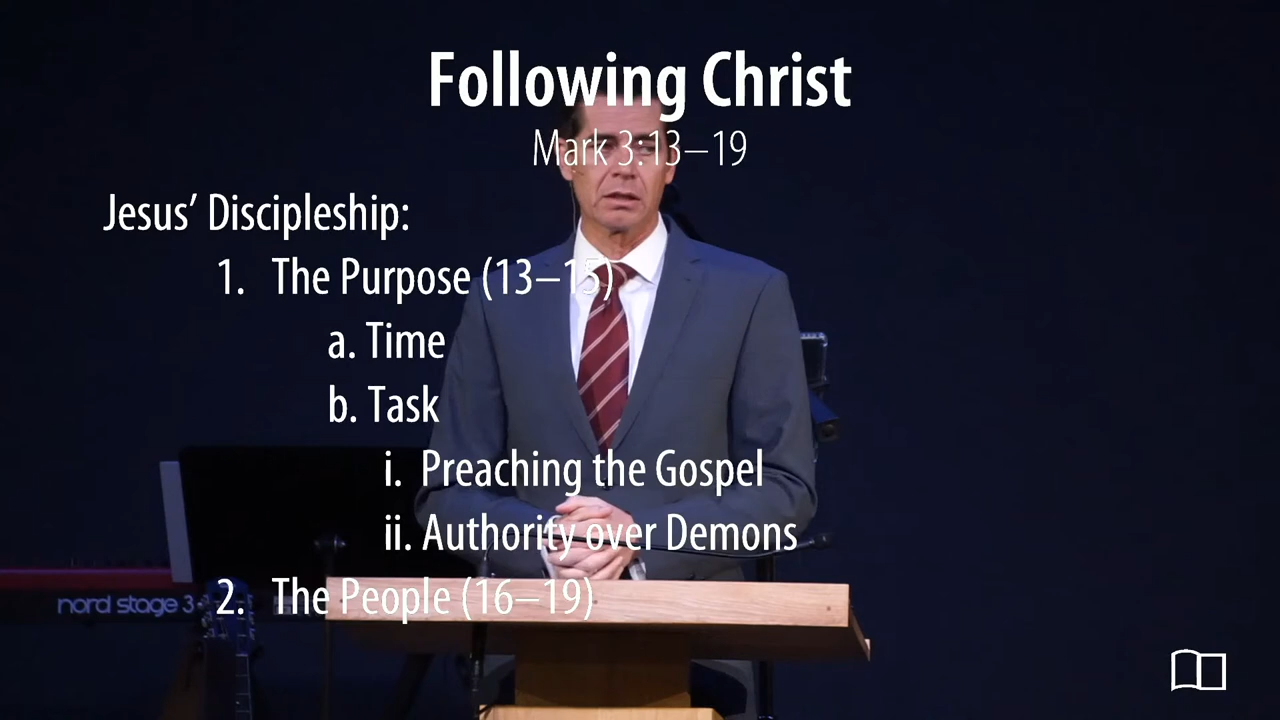 Following Christ
Mark 3:13–19
Jesus’ Discipleship:
1. The Purpose (13–15)
a. Time
b. Task
i. Preaching the Gospel
ii. Authority over Demons
2. The People (16–19)
nord stage 3